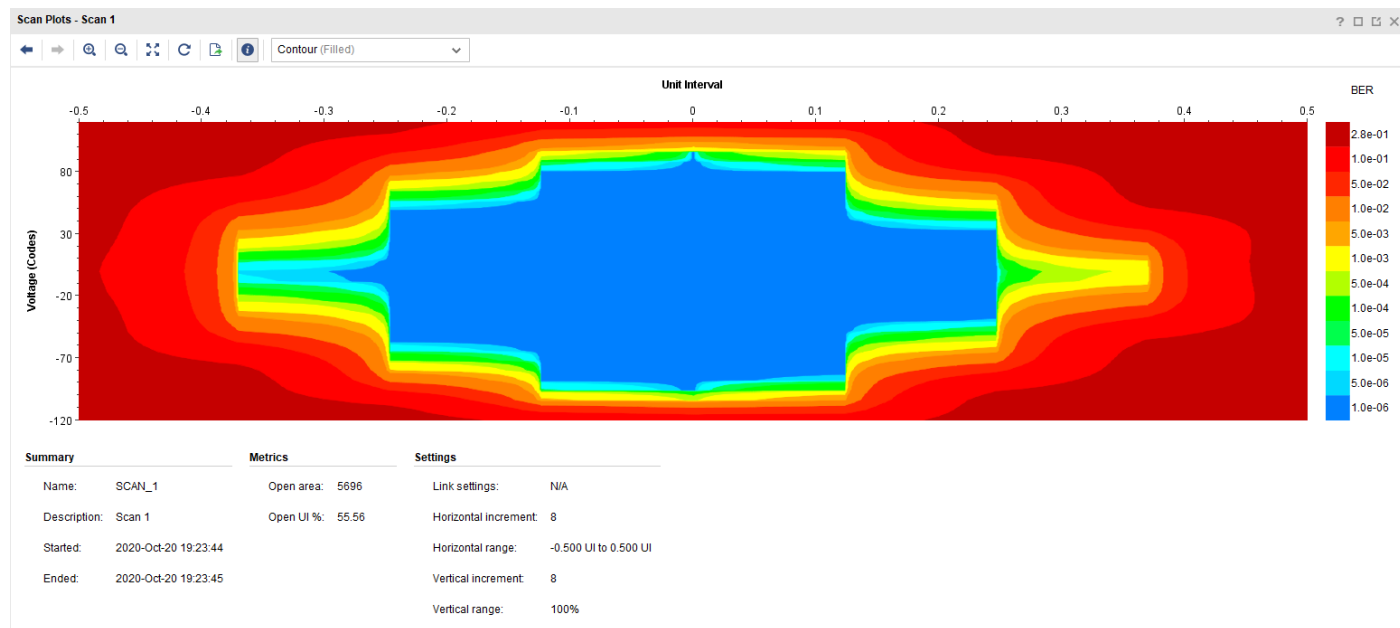 Scan Plots - Scan 1
?
Contour (Filled)
Unit Interval
BER
-0.5 -0.4 -0.3 -0.2 -0.1 0 0.1 0.2 0.3 0.4 0.5
Voltage (Codes)
80
30
-20
-70
-120
2.8e-01
1.0e-01
5.0e-02
1.0e-02
5.0e-03
1.0e-03
5.0e-04
1.0e-04
5.0e-05
1.0e-05
5.0e-06
1.0e-06
Summary Metrics Settings
Name: SCAN_1 Open area: 5696 Link settings: N/A
Description: Scan 1 Open UI %: 55.56 Horizontal increment: 8
Started: 2020-Oct-20 19:23:44 Horizontal range: -0.500 UI to 0.500 UI
Ended: 2020-Oct-20 19:23:45 Vertical increment: 8
Vertical range: 100%